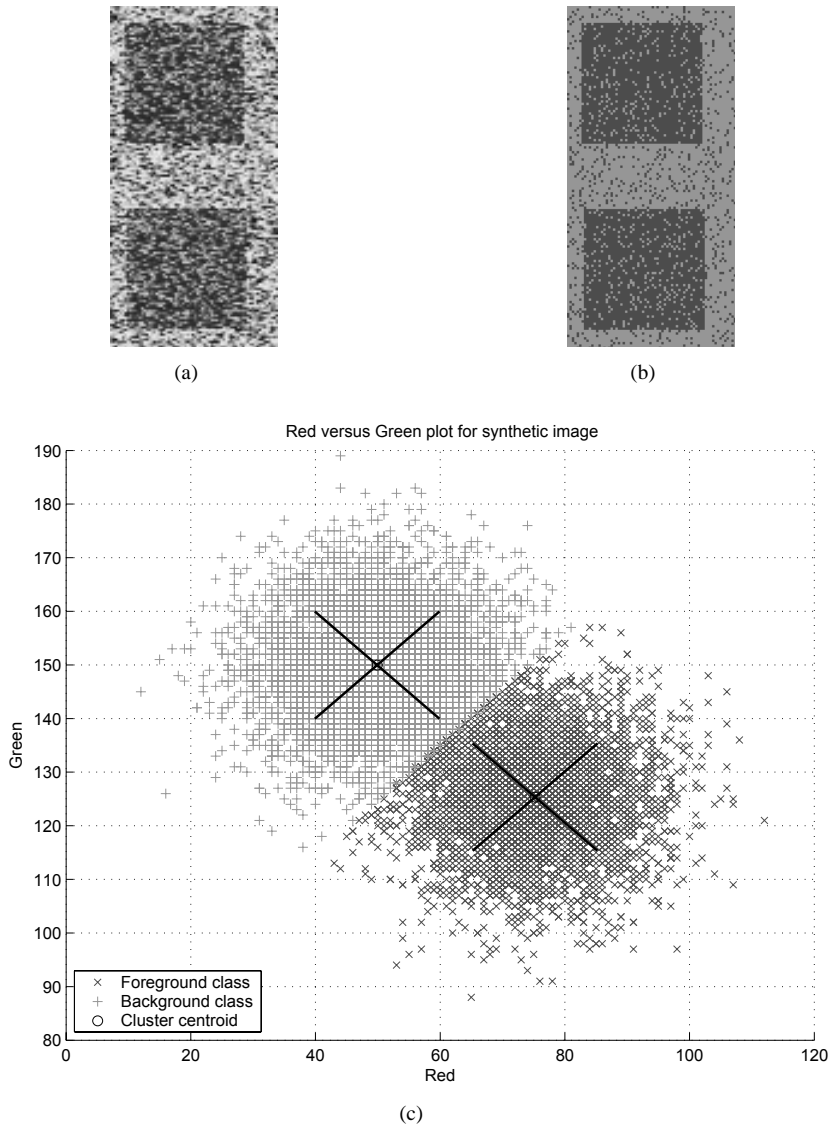 (a)
(b)
Red versus Green plot for synthetic image
190
180
170
160
150
140
130
120
110
100
90
80
Green
Foreground class
Background class
Cluster centroid
0 20 40 60 80 100 120
Red
(c)